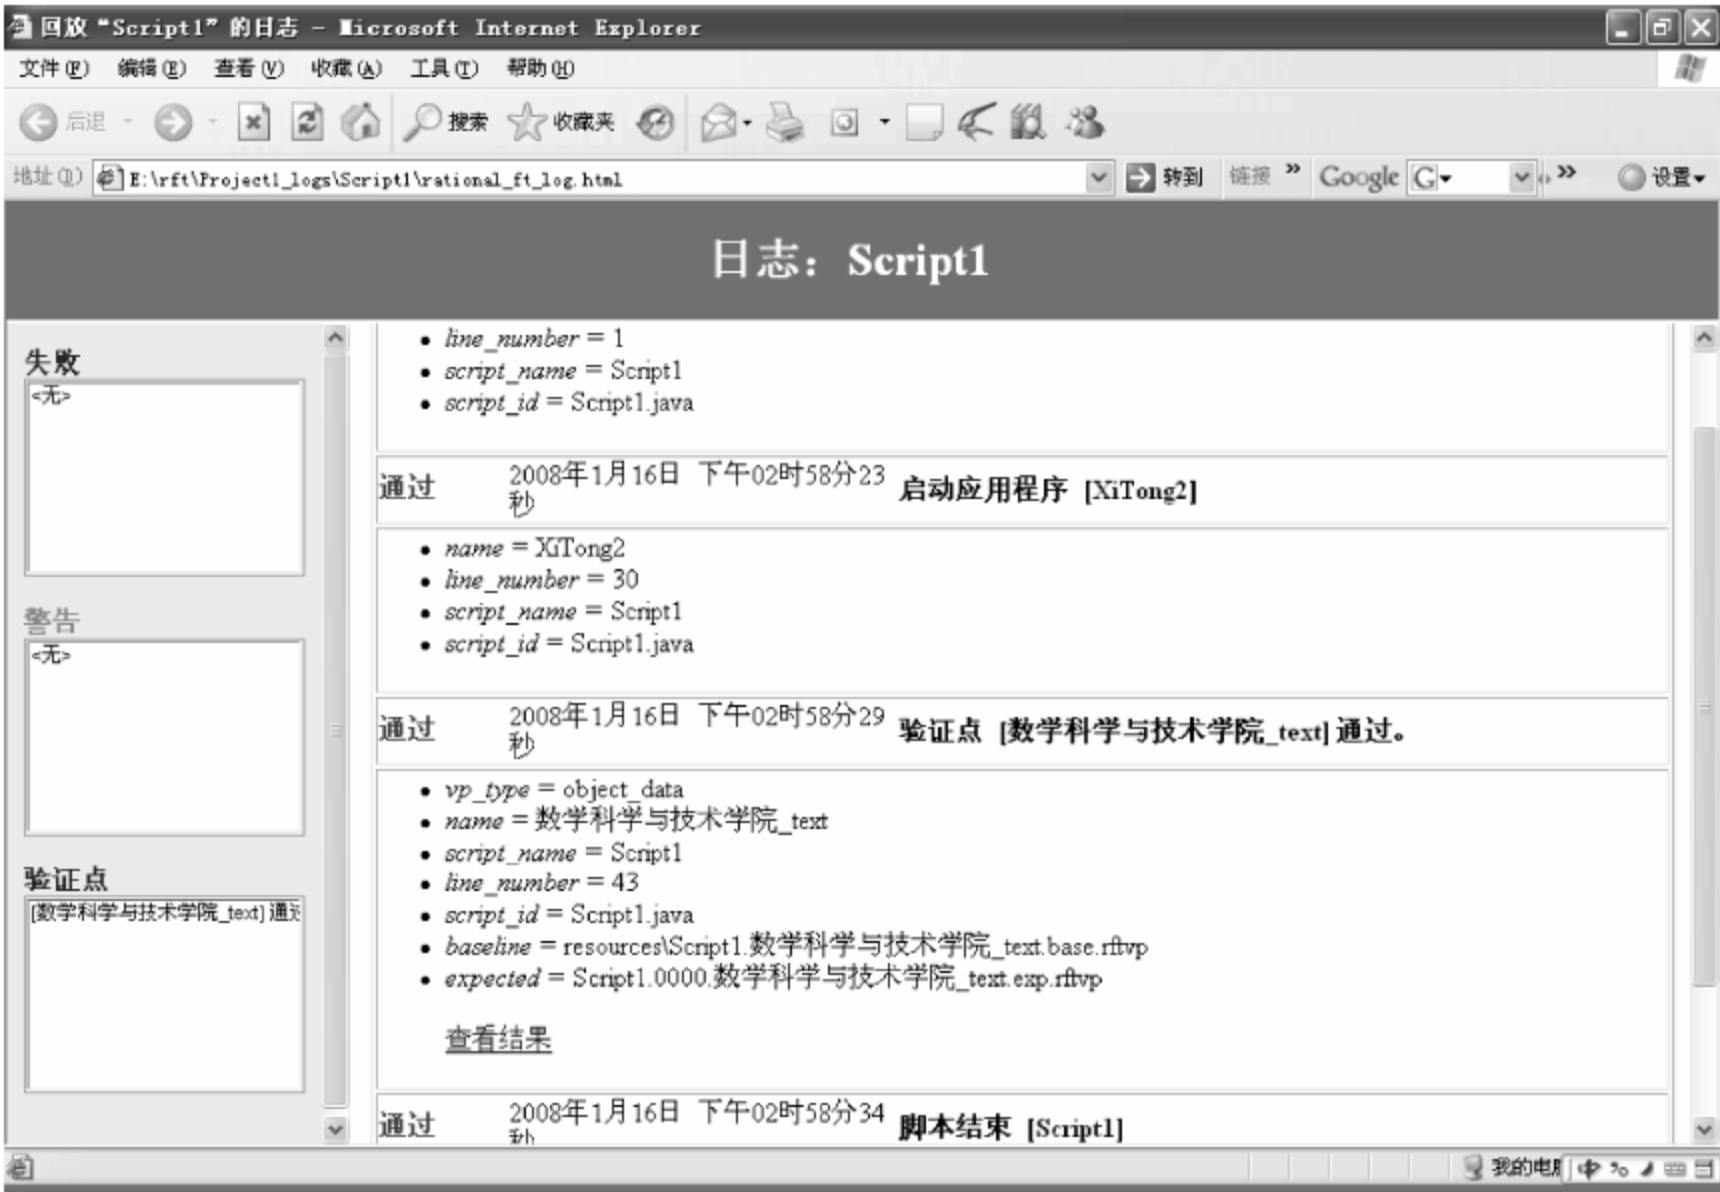 回放“Script1”的日志 - Microsoft Internet Explorer
文件(F) 编辑(E) 查看(V) 收藏(A) 工具(T) 帮助(H)
后退 搜索 收藏夹
地址(D) E:\rft\Project1_logs\Script1\rational_ft_log.html 转到 链接 » Google G 设置
日志：Script1
失败
<无>
警告
<无>
验证点
[数学科学与技术学院_text] 通过
• line_number = 1
• script_name = Script1
• script_id = Script1.java
通过 2008年1月16日 下午02时58分23
秒
启动应用程序 [XiTong2]
• name = XiTong2
• line_number = 30
• script_name = Script1
• script_id = Script1.java
通过 2008年1月16日 下午02时58分29
秒
验证点 [数学科学与技术学院_text] 通过。
• vp_type = object_data
• name = 数学科学与技术学院_text
• script_name = Script1
• line_number = 43
• script_id = Script1.java
• baseline = resources\Script1.数学科学与技术学院_text.base.rftvp
• expected = Script1.0000.数学科学与技术学院_text.exp.rftvp
查看结果
通过 2008年1月16日 下午02时58分34
秒
脚本结束 [Script1]
我的电脑 中